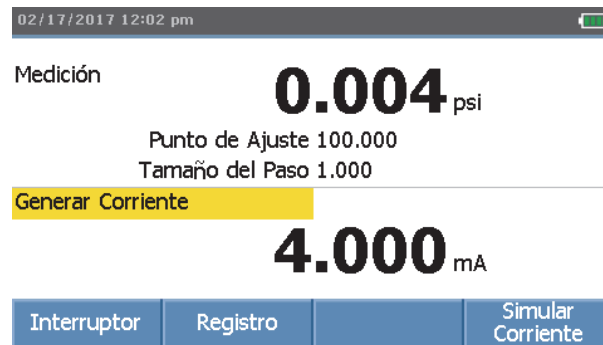 02/17/2017 12:02 pm
Medición
0.004 psi
Punto de Ajuste 100.000
Tamaño del Paso 1.000
Generar Corriente
4.000 mA
Interruptor Registro Simular
Corriente